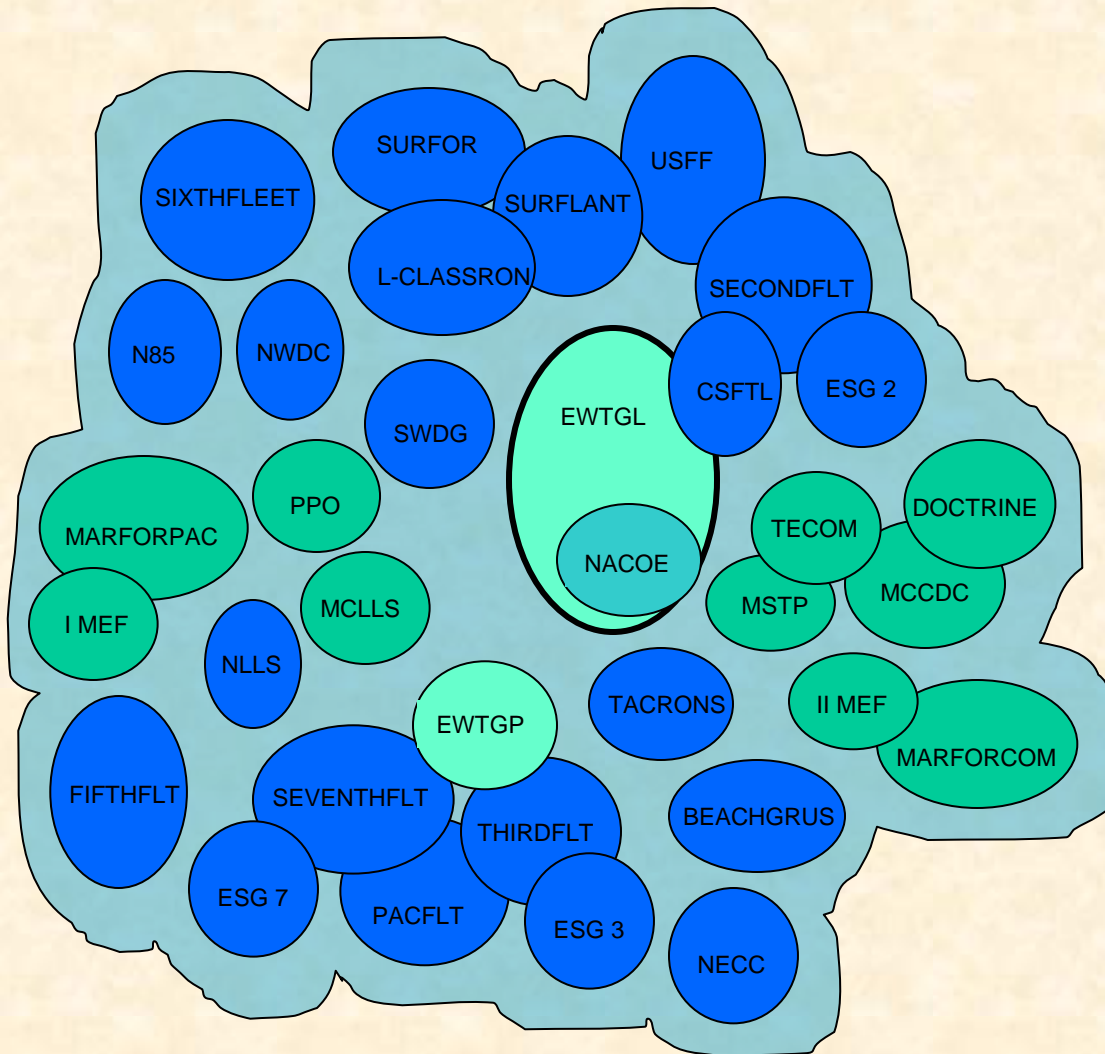 SURFOR
USFF
SIXTHFLEET
SURFLANT
L-CLASSRON
SECONDFLT
N85
NWDC
CSFTL
ESG 2
EWTGL
SWDG
PPO
DOCTRINE
MARFORPAC
TECOM
NACOE
MCCDC
MSTP
MCLLS
I MEF
NLLS
TACRONS
II MEF
EWTGP
MARFORCOM
FIFTHFLT
SEVENTHFLT
BEACHGRUS
THIRDFLT
ESG 7
PACFLT
ESG 3
NECC